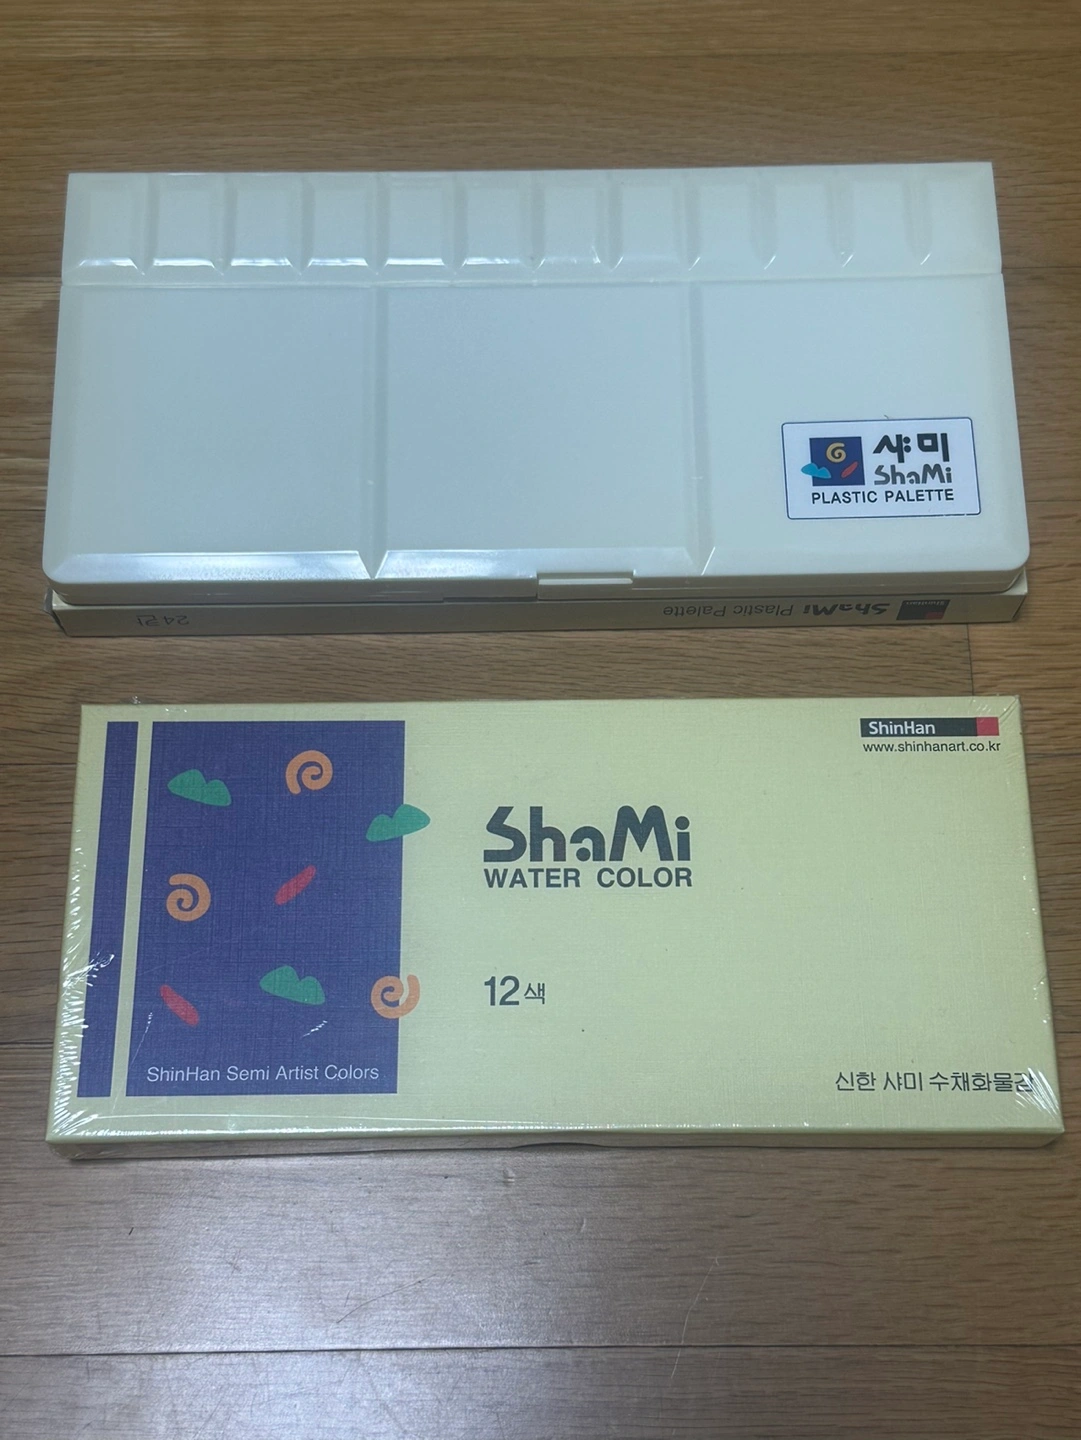 샤미
ShaMi
PLASTIC PALETTE
24칸
ShaMi Plastic Palette
ShinHan
ShinHan
www.shinhanart.co.kr
ShaMi
WATER COLOR
12색
ShinHan Semi Artist Colors
신한 샤미 수채화물감